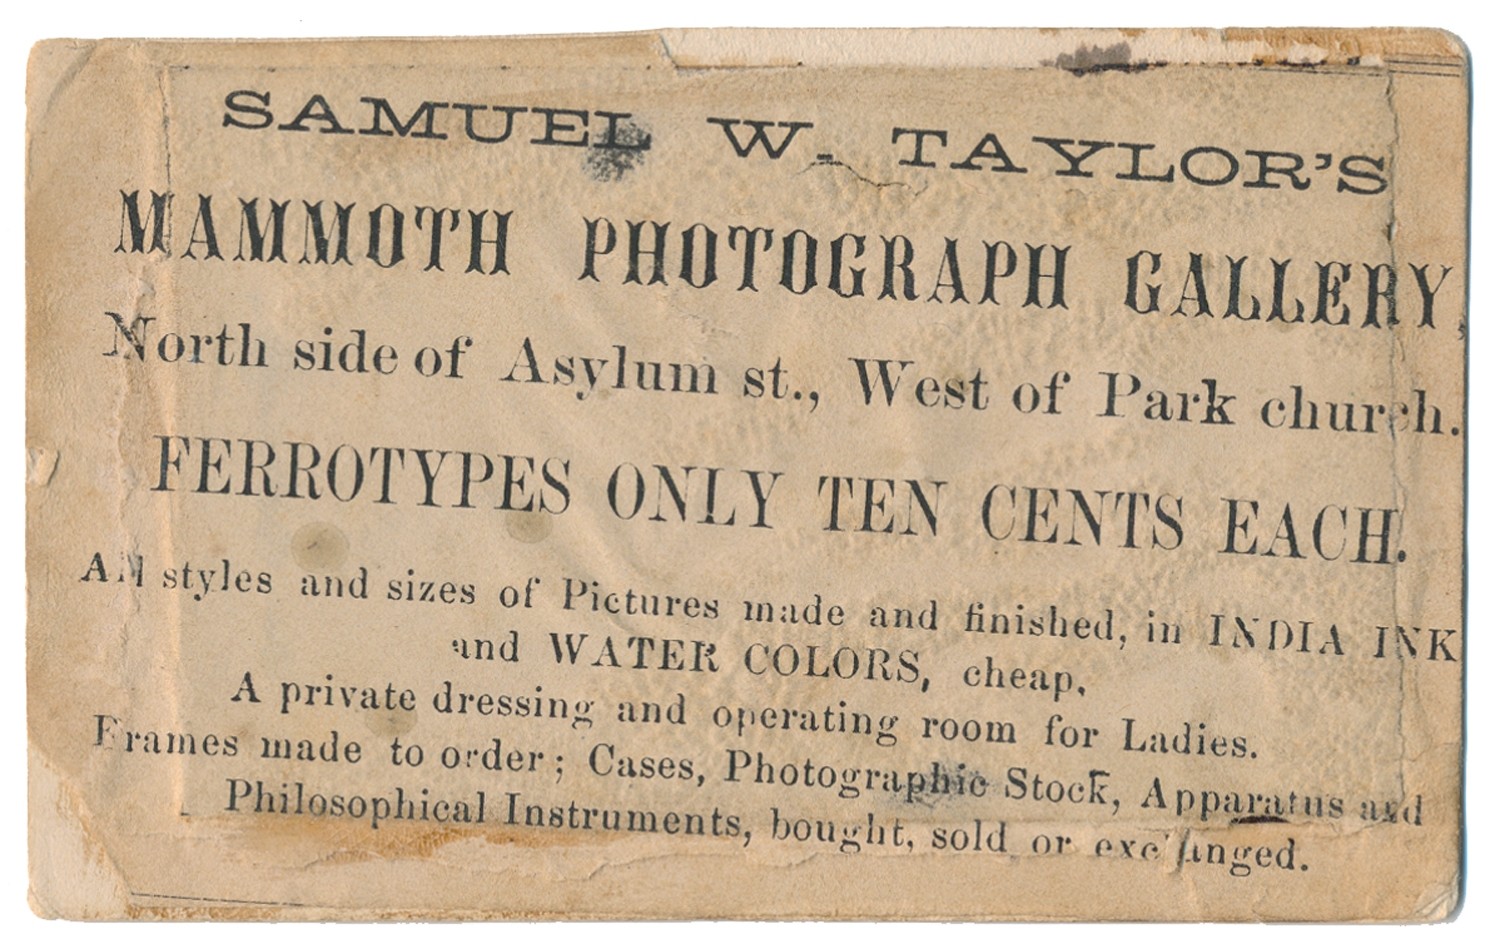 SAMUEL W. TAYLOR'S
MAMMOTH PHOTOGRAPH GALLERY,
North side of Asylum st., West of Park church.
FERROTYPES ONLY TEN CENTS EACH.
All styles and sizes of Pictures made and finished, in INDIA INK
and WATER COLORS, cheap.
A private dressing and operating room for Ladies.
Frames made to order; Cases, Photographic Stock, Apparatus and
Philosophical Instruments, bought, sold or exchanged.